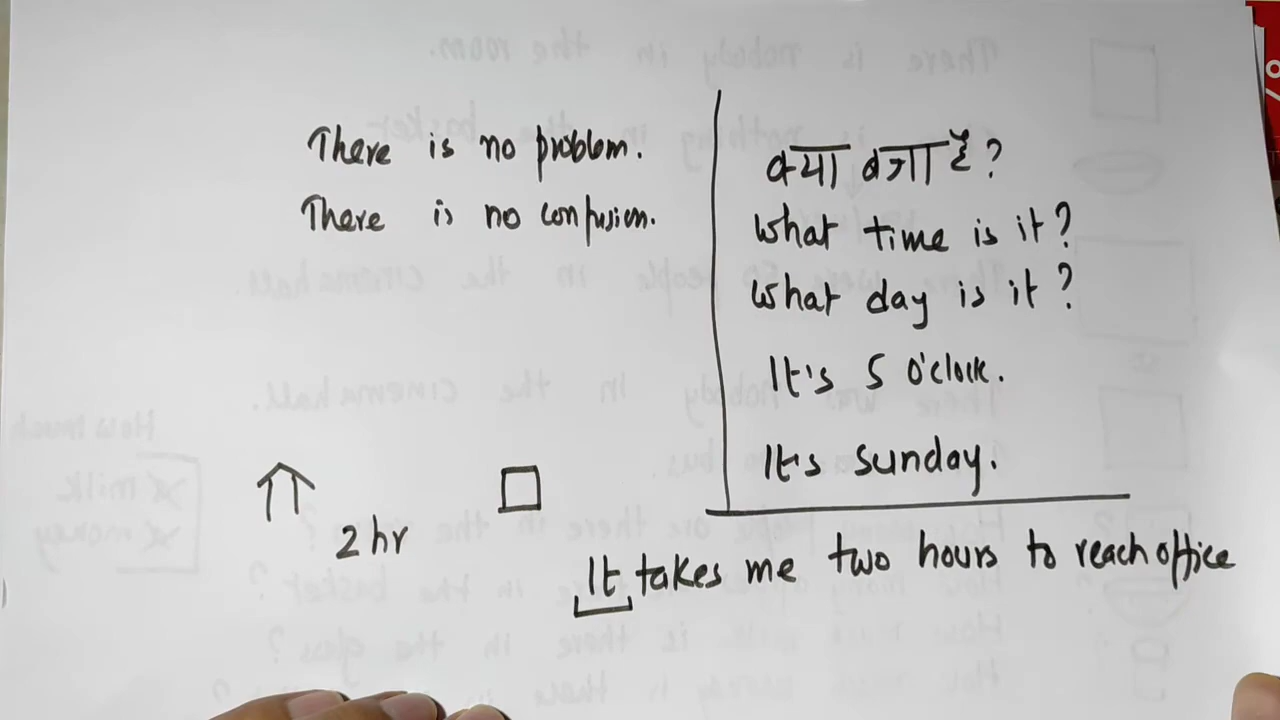 There is no problem.
There is no confusion.
क्या बजा है?
What time is it?
What day is it?
It's 5 o'clock.
It's sunday.
2 hr
It takes me two hours to reach office
%